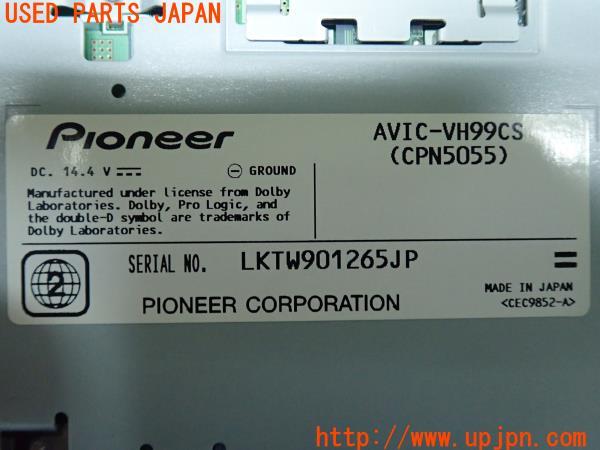 USED PARTS JAPAN
Pioneer
AVIC-VH99CS
(CPN5055)
DC. 14.4 V
GROUND
Manufactured under license from Dolby
Laboratories. Dolby, Pro Logic, and
the double-D symbol are trademarks of
Dolby Laboratories.
2
SERIAL NO. LKTW901265JP
PIONEER CORPORATION
MADE IN JAPAN
<CEC9852-A>
http://www.upjpn.com